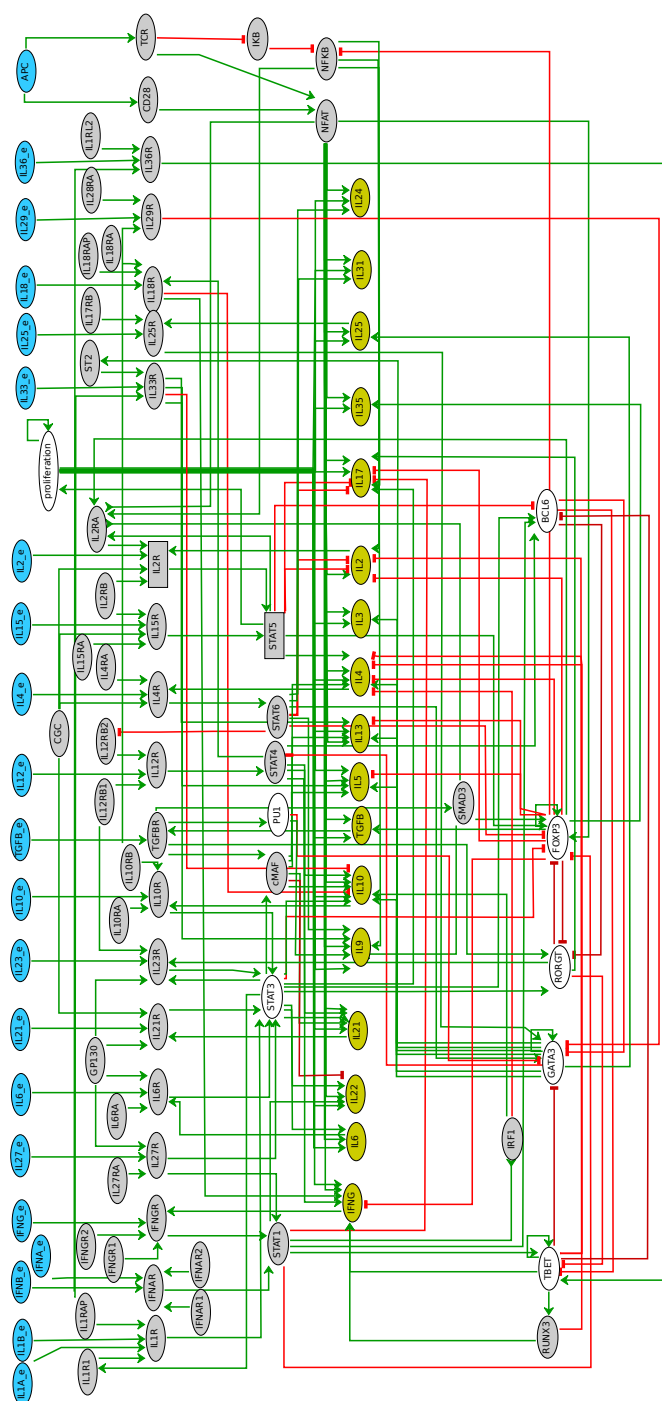 APC
IL36_e
IL29_e
IL18_e
IL25_e
IL33_e
IL2_e
IL15_e
IL4_e
IL12_e
TGFB_e
IL10_e
IL23_e
IL21_e
IL6_e
IL27_e
IFNG_e
IFNA_e
IFNB_e
IL1B_e
IL1A_e
proliferation
CGC
IL1RL2
IL28RA
IL18RAP
IL18RA
IL17RB
ST2
IL2RA
IL2RB
IL15RA
IL4RA
IL12RB2
IL12RB1
IL10RB
IL10RA
GP130
IL6RA
IL27RA
IFNGR2
IFNGR1
IFNAR2
IFNAR1
IL1RAP
IL1R1
TCR
CD28
IL36R
IL29R
IL18R
IL25R
IL33R
IL2R
IL15R
IL4R
IL12R
TGFBR
IL10R
IL23R
IL21R
IL6R
IL27R
IFNGR
IFNAR
IL1R
IKB
NFKB
NFAT
STAT5
STAT6
STAT4
PU1
cMAF
STAT3
STAT1
IL24
IL31
IL25
IL35
IL17
IL2
IL3
IL4
IL13
IL5
TGFB
IL10
IL9
IL21
IL22
IL6
IFNG
SMAD3
IRF1
BCL6
FOXP3
RORGT
GATA3
TBET
RUNX3